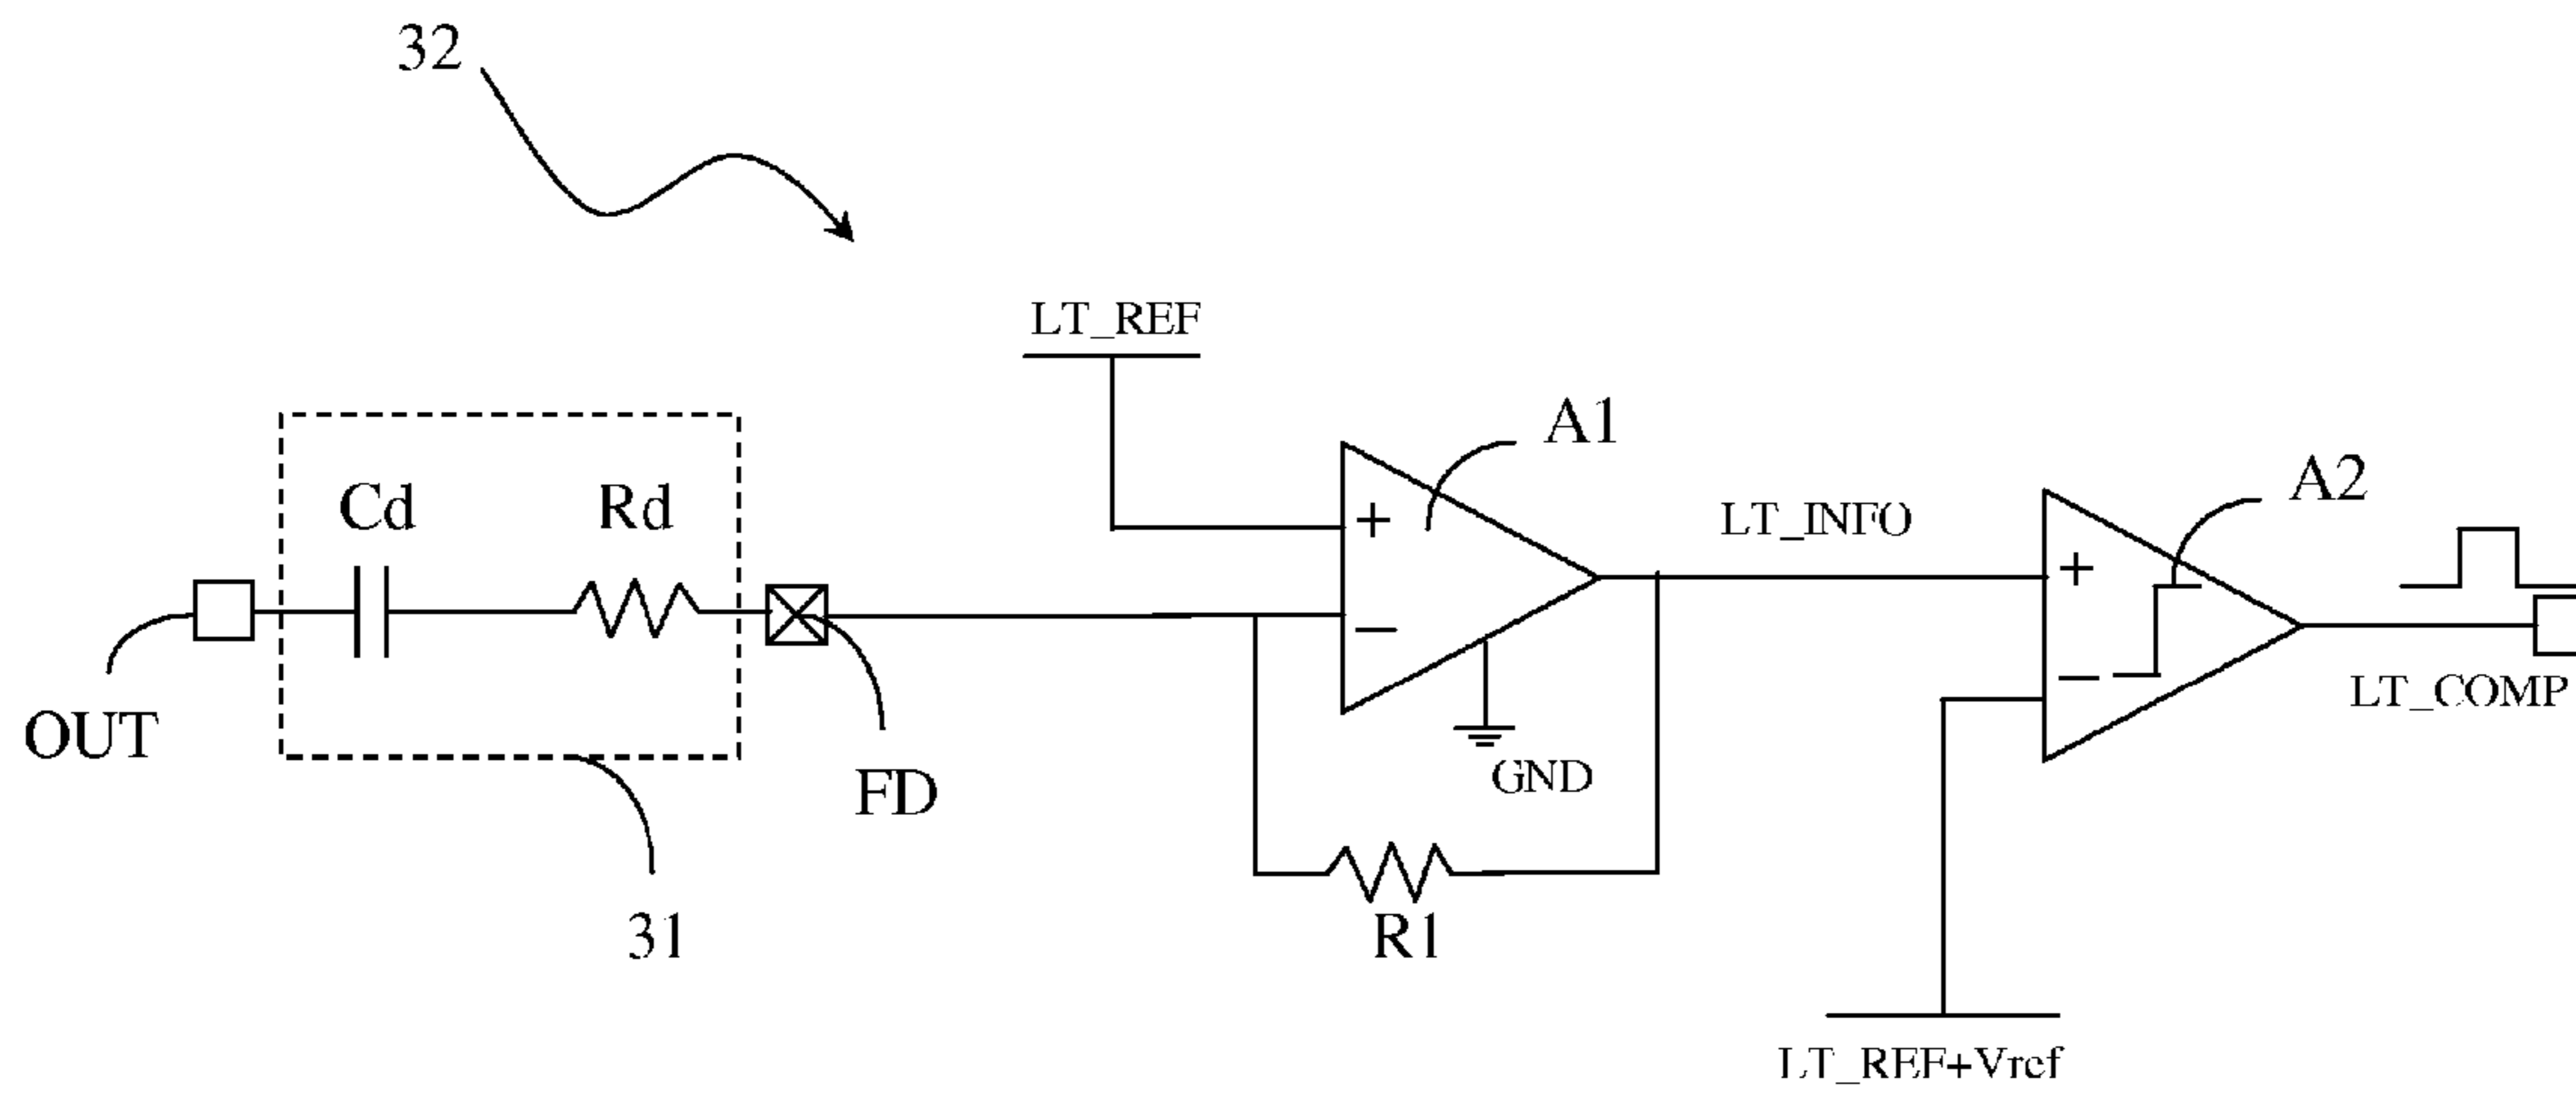 32
LT_REF
A1
A2
Cd
Rd
LT_INFO
+
+
−
−
OUT
FD
GND
LT_COMP
31
R1
LT_REF+Vref